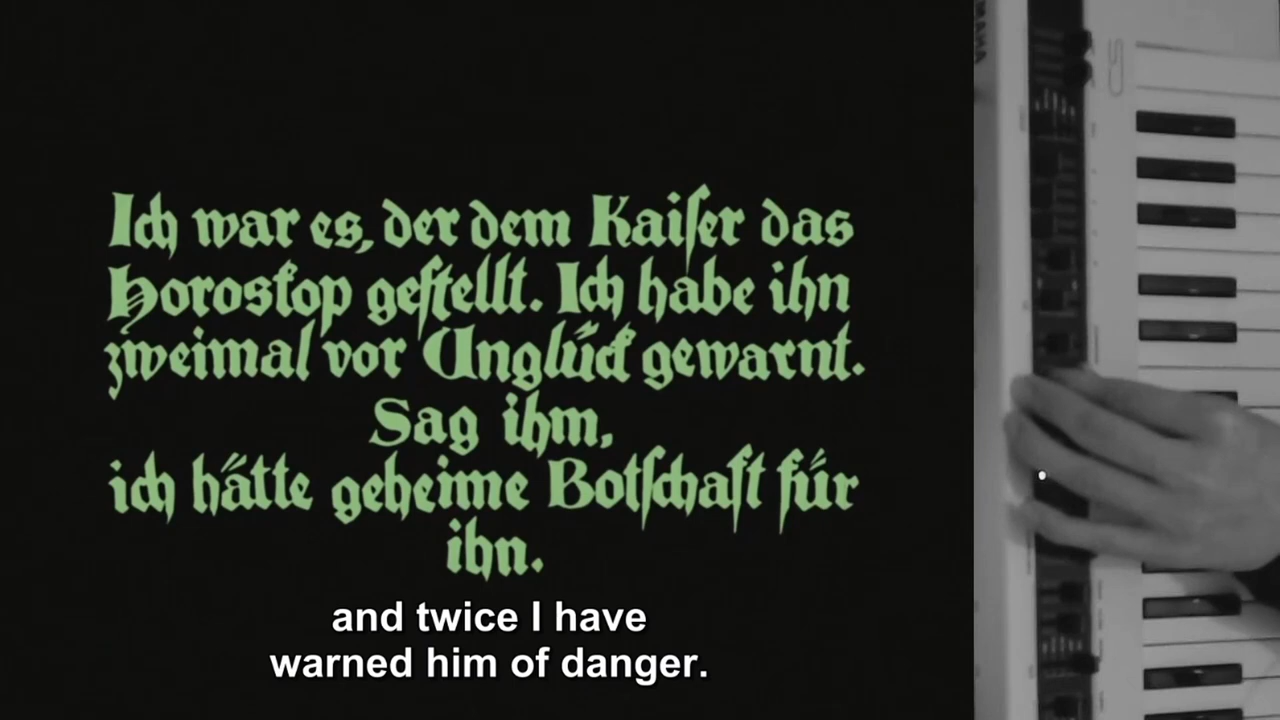 Ich war es, der dem Kaiſer das
Horoskop geſtellt. Ich habe ihn
zweimal vor Unglück gewarnt.
Sag ihm,
ich hätte geheime Botſchaft für
ihn.
and twice I have
warned him of danger.
CS